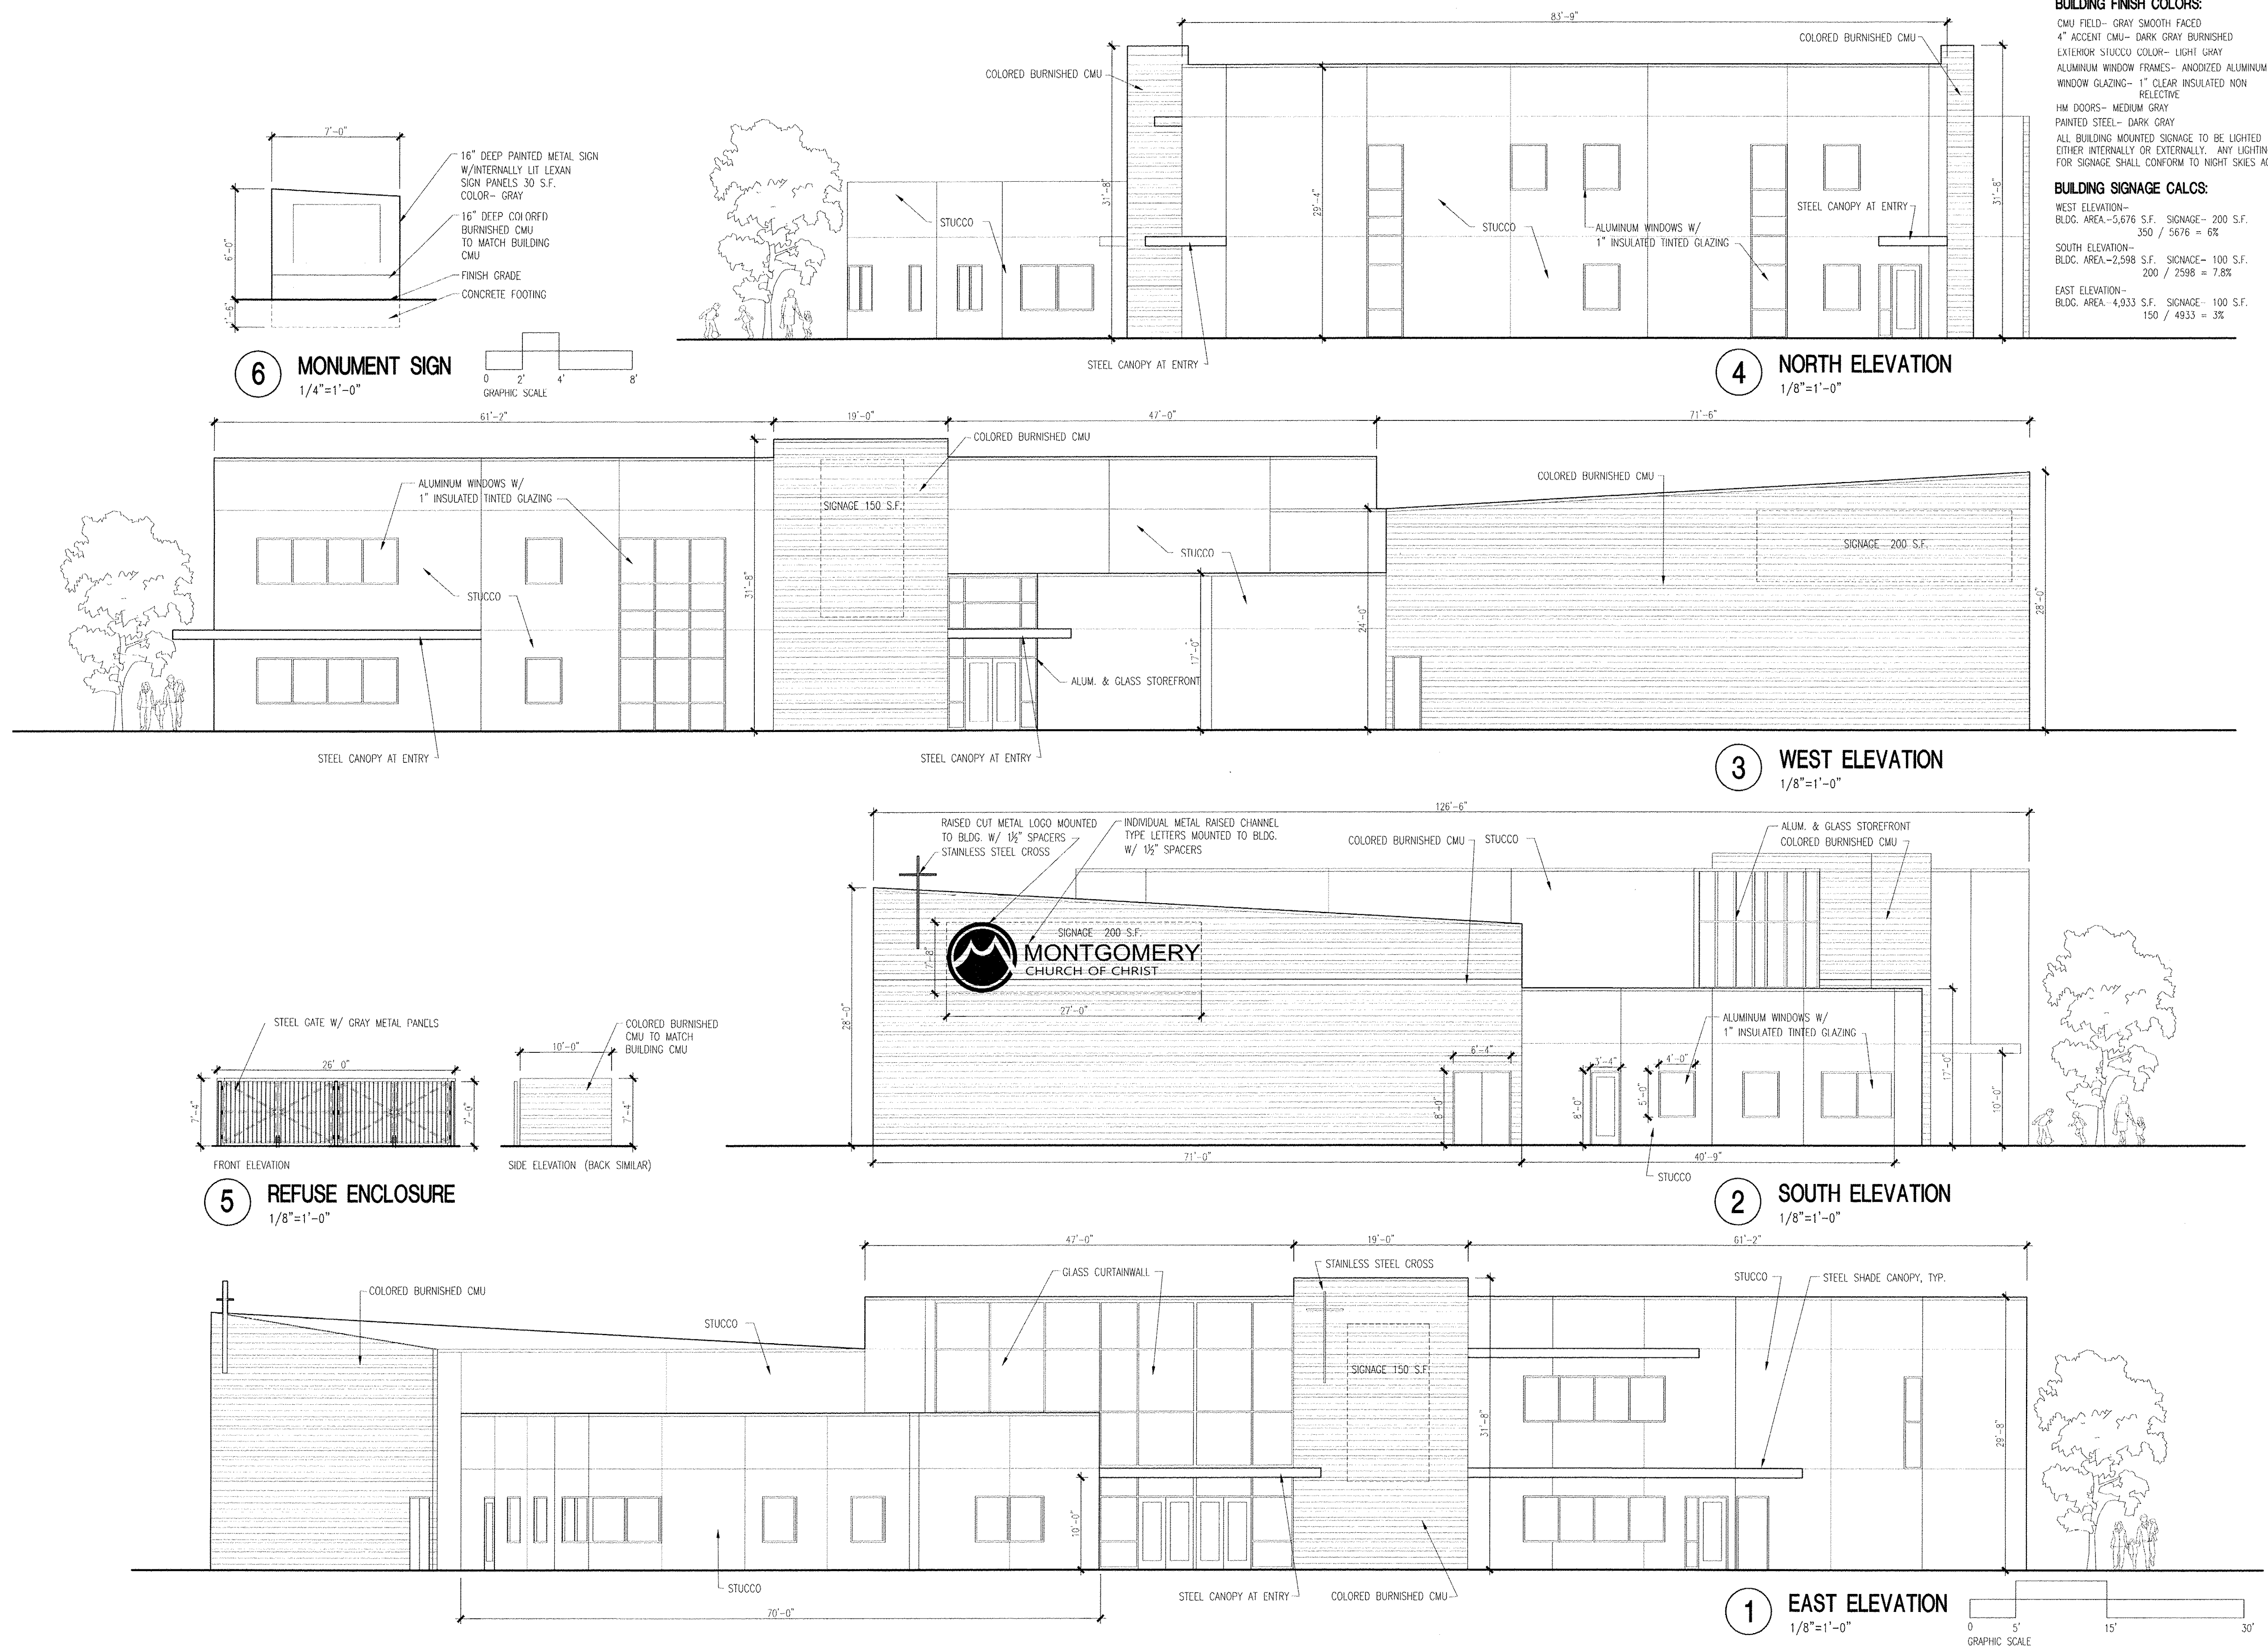 BUILDING FINISH COLORS:
CMU FIELD- GRAY SMOOTH FACED
4" ACCENT CMU- DARK GRAY BURNISHED
EXTERIOR STUCCO COLOR- LIGHT GRAY
ALUMINUM WINDOW FRAMES- ANODIZED ALUMINUM
WINDOW GLAZING- 1" CLEAR INSULATED NON
RELECTIVE
HM DOORS- MEDIUM GRAY
PAINTED STEEL- DARK GRAY
ALL BUILDING MOUNTED SIGNAGE TO BE LIGHTED
EITHER INTERNALLY OR EXTERNALLY. ANY
FOR SIGNAGE SHALL CONFORM TO NIGHT SKIES
BUILDING SIGNAGE CALCS:
WEST ELEVATION-
BLDG. AREA.-5,676 S.F. SIGNAGE- 200 S.F.
350 / 5676 = 6%
SOUTH ELEVATION-
BLDG. AREA.-2,598 S.F. SIGNAGE- 100 S.F.
200 / 2598 = 7.8%
EAST ELEVATION-
BLDG. AREA.-4,933 S.F. SIGNAGE- 100 S.F.
150 / 4933 = 3%
7'-0"
6'-0"
1'-6"
16" DEEP PAINTED METAL SIGN
W/INTERNALLY LIT LEXAN
SIGN PANELS 30 S.F.
COLOR- GRAY
16" DEEP COLORED
BURNISHED CMU
TO MATCH BUILDING
CMU
FINISH GRADE
CONCRETE FOOTING
6 MONUMENT SIGN
1/4"=1'-0"
0 2' 4' 8'
GRAPHIC SCALE
83'-9"
COLORED BURNISHED CMU
COLORED BURNISHED CMU
31'-8"
29'-4"
31'-8"
STUCCO
STUCCO
ALUMINUM WINDOWS W/
1" INSULATED TINTED GLAZING
STEEL CANOPY AT ENTRY
STEEL CANOPY AT ENTRY
4 NORTH ELEVATION
1/8"=1'-0"
61'-2" 19'-0" 47'-0" 71'-6"
COLORED BURNISHED CMU
COLORED BURNISHED CMU
ALUMINUM WINDOWS W/
1" INSULATED TINTED GLAZING
SIGNAGE 150 S.F.
SIGNAGE 200 S.F.
STUCCO
STUCCO
31'-8"
17'-0"
24'-0"
28'-0"
ALUM. & GLASS STOREFRONT
STEEL CANOPY AT ENTRY
STEEL CANOPY AT ENTRY
3 WEST ELEVATION
1/8"=1'-0"
126'-6"
RAISED CUT METAL LOGO MOUNTED
TO BLDG. W/ 1½" SPACERS
STAINLESS STEEL CROSS
INDIVIDUAL METAL RAISED CHANNEL
TYPE LETTERS MOUNTED TO BLDG.
W/ 1½" SPACERS
COLORED BURNISHED CMU
STUCCO
ALUM. & GLASS STOREFRONT
COLORED BURNISHED CMU
SIGNAGE 200 S.F.
MONTGOMERY
CHURCH OF CHRIST
7'-8"
27'-0"
28'-0"
ALUMINUM WINDOWS W/
1" INSULATED TINTED GLAZING
6'-4"
3'-4"
4'-0"
8'-0"
8'-0"
5'-0"
17'-0"
10'-0"
71'-0"
40'-9"
STUCCO
2 SOUTH ELEVATION
1/8"=1'-0"
STEEL GATE W/ GRAY METAL PANELS
26' 0"
7'-4"
7'-0"
FRONT ELEVATION
COLORED BURNISHED
CMU TO MATCH
BUILDING CMU
10'-0"
7'-4"
SIDE ELEVATION (BACK SIMILAR)
5 REFUSE ENCLOSURE
1/8"=1'-0"
47'-0" 19'-0" 61'-2"
COLORED BURNISHED CMU
STUCCO
GLASS CURTAINWALL
STAINLESS STEEL CROSS
STUCCO
STEEL SHADE CANOPY, TYP.
SIGNAGE 150 S.F.
31'-8"
29'-8"
10'-0"
STUCCO
70'-0"
STEEL CANOPY AT ENTRY
COLORED BURNISHED CMU
1 EAST ELEVATION
1/8"=1'-0"
0 5' 15' 30'
GRAPHIC SCALE